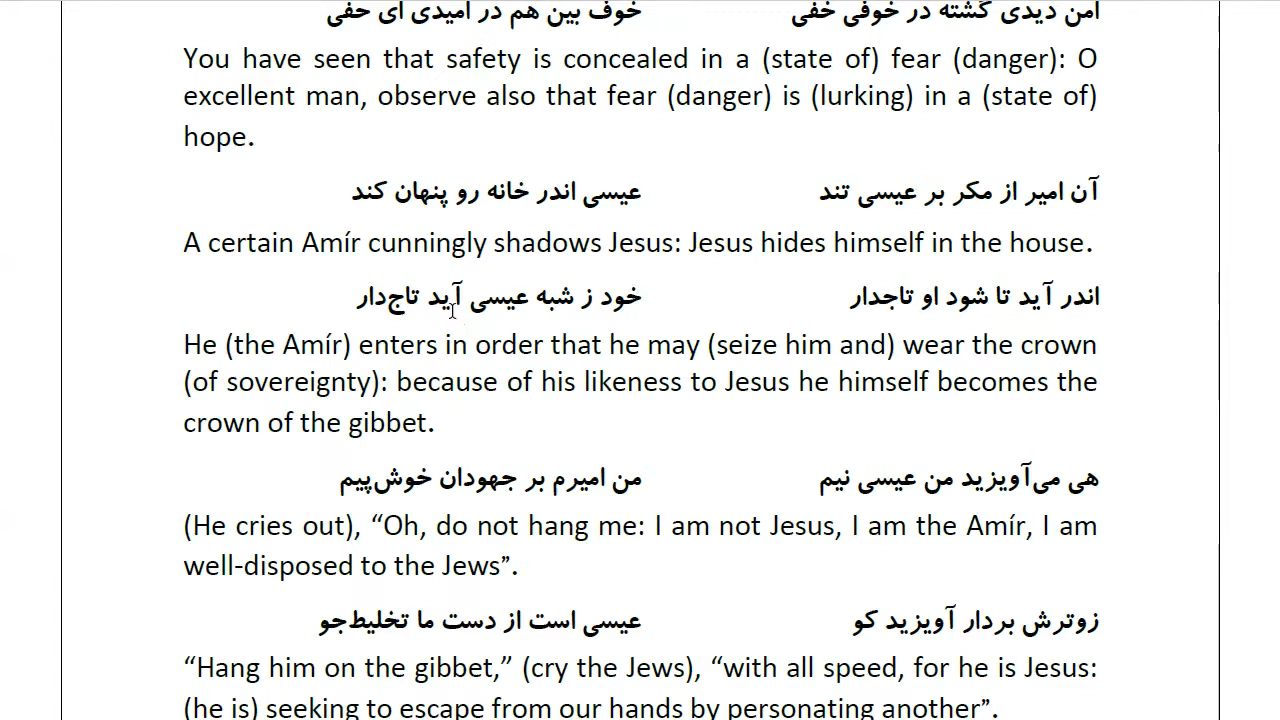 امن دیدی گشته در خوفی خفی خوف بین هم در امیدی ای حفی
You have seen that safety is concealed in a (state of) fear (danger): O
excellent man, observe also that fear (danger) is (lurking) in a (state of)
hope.
آن امیر از مکر بر عیسی تند عیسی اندر خانه رو پنهان کند
A certain Amír cunningly shadows Jesus: Jesus hides himself in the house.
اندر آید تا شود او تاجدار خود ز شبه عیسی آید تاج‌دار
He (the Amír) enters in order that he may (seize him and) wear the crown
(of sovereignty): because of his likeness to Jesus he himself becomes the
crown of the gibbet.
هی می‌آویزید من عیسی نیم من امیرم بر جهودان خوش‌پیم
(He cries out), “Oh, do not hang me: I am not Jesus, I am the Amír, I am
well-disposed to the Jews”.
زوترش بردار آویزید کو عیسی است از دست ما تخلیط‌جو
“Hang him on the gibbet,” (cry the Jews), “with all speed, for he is Jesus:
(he is) seeking to escape from our hands by personating another”.